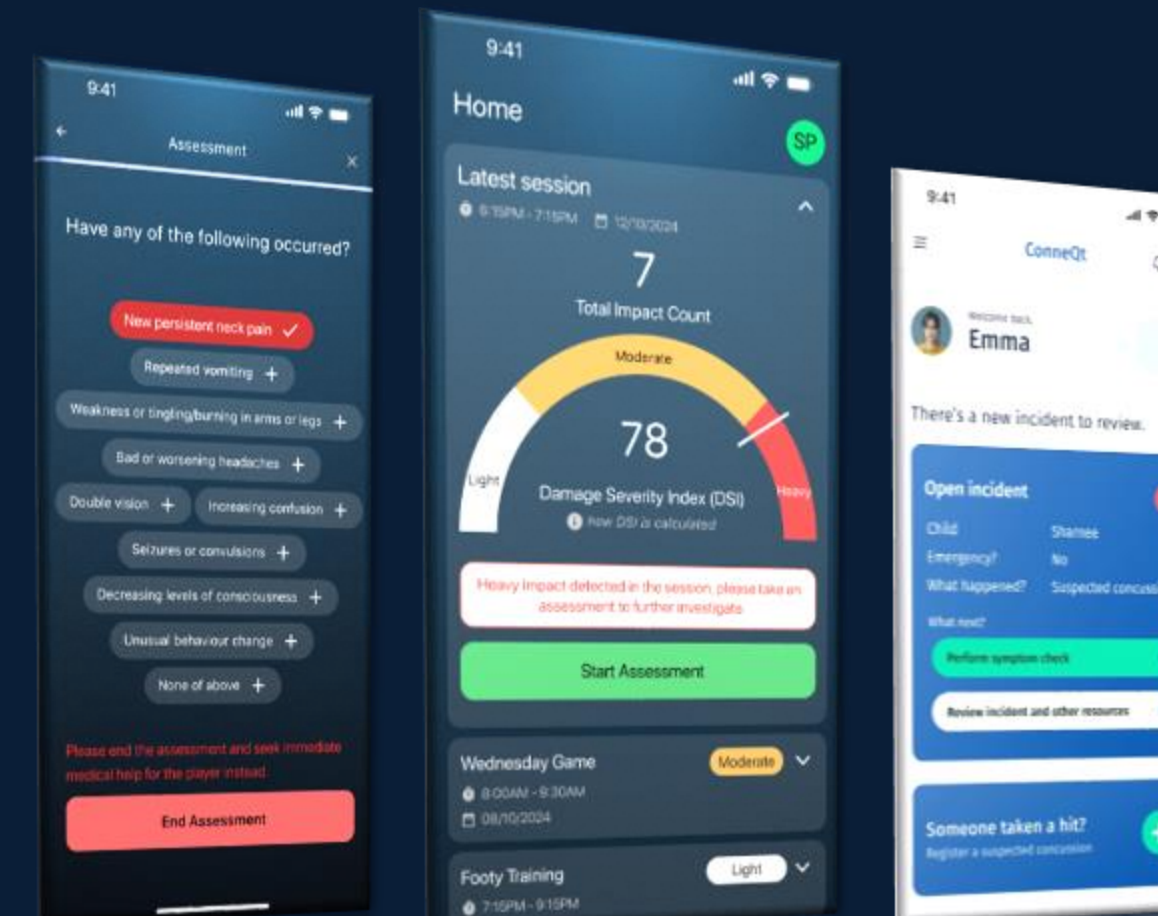 9:41
Assessment
Have any of the following occurred?
New persistent neck pain
Repeated vomiting
Weakness or tingling/burning in arms or legs
Bad or worsening headaches
Double vision
Increasing confusion
Seizures or convulsions
Decreasing levels of consciousness
Unusual behaviour change
None of above
Please end the assessment and seek immediate
medical help for the player instead.
End Assessment
9:41
Home
SP
Latest session
6:15PM - 7:15PM 12/10/2024
7
Total Impact Count
Moderate
78
Light
Heavy
Damage Severity Index (DSI)
how DSI is calculated
Heavy impact detected in the session, please take an
assessment to further investigate
Start Assessment
Wednesday Game
Moderate
8:00AM - 9:30AM
08/10/2024
Footy Training
Light
7:15PM - 9:15PM
9:41
ConneQt
Welcome back,
Emma
There's a new incident to review.
Open incident
Child Sharnee
Emergency? No
What happened? Suspected concussi
What next?
Perform symptom check
Review incident and other resources
Someone taken a hit?
Register a suspected concussion